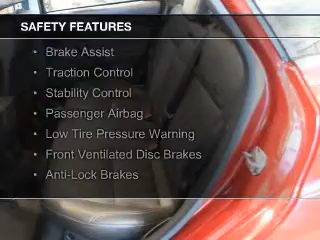 SAFETY FEATURES
• Brake Assist
• Traction Control
• Stability Control
• Passenger Airbag
• Low Tire Pressure Warning
• Front Ventilated Disc Brakes
• Anti-Lock Brakes